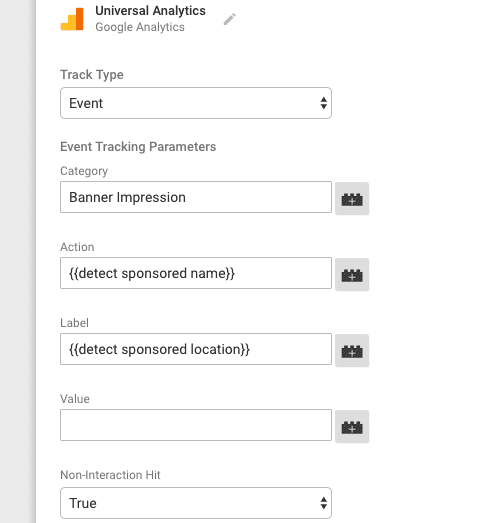 Universal Analytics
Google Analytics
Track Type
Event
Event Tracking Parameters
Category
Banner Impression
Action
{{detect sponsored name}}
Label
{{detect sponsored location}}
Value
Non-Interaction Hit
True